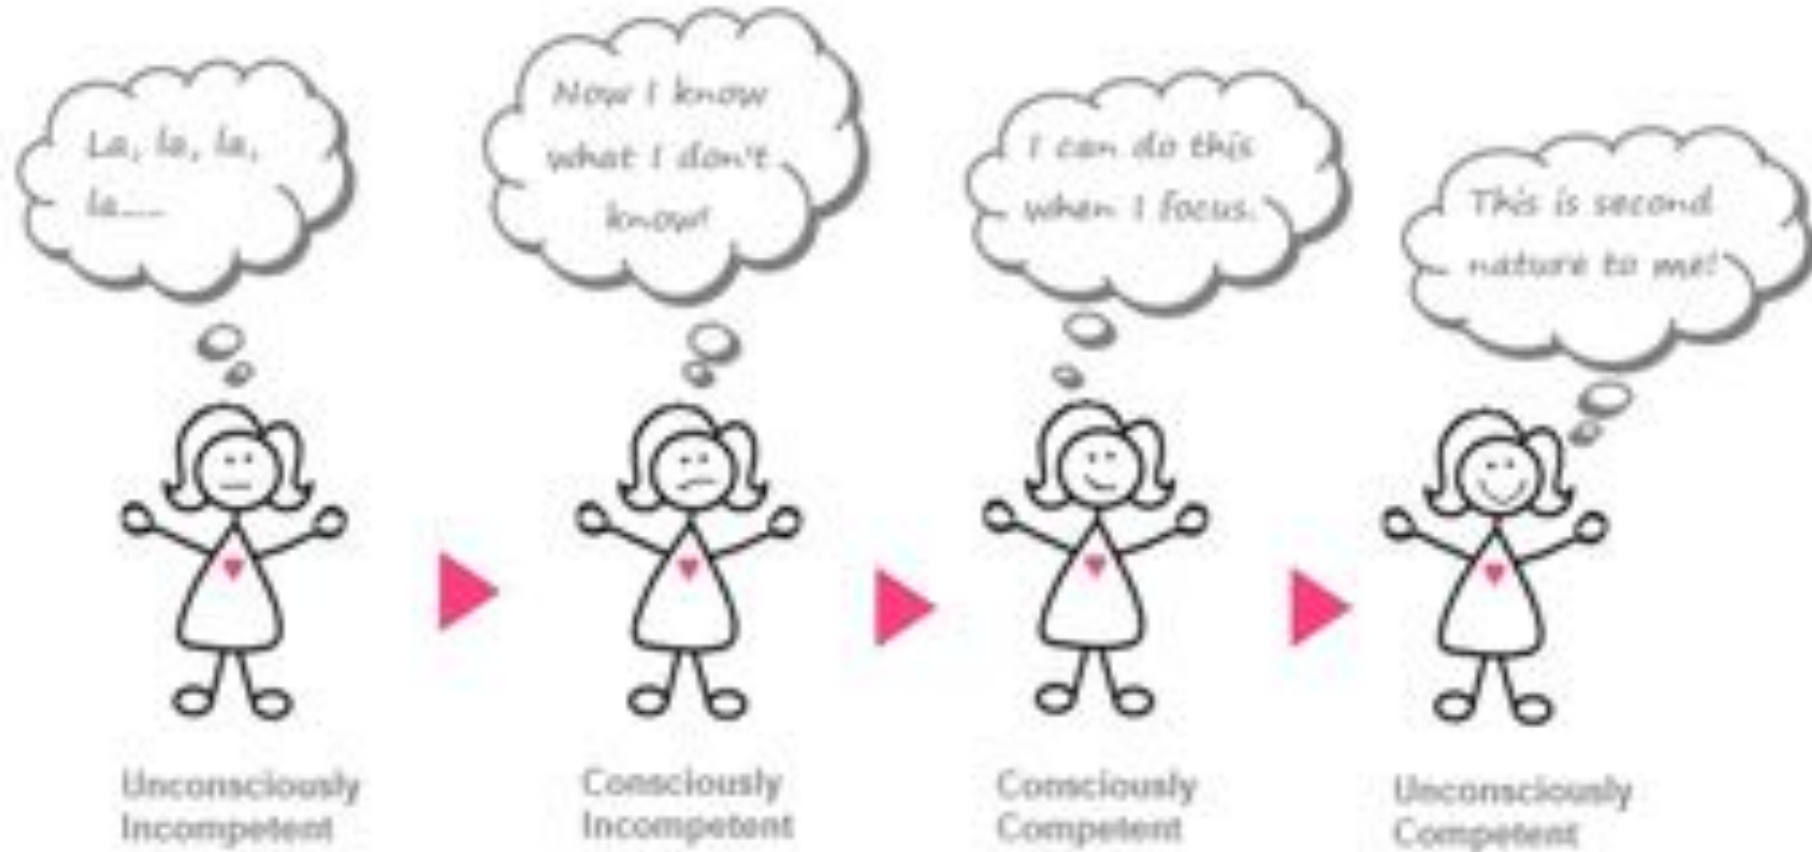 La, la, la,
la....
Now I know
what I don't
know!
I can do this
when I focus.
This is second
nature to me!
Unconsciously
Incompetent
Consciously
Incompetent
Consciously
Competent
Unconsciously
Competent